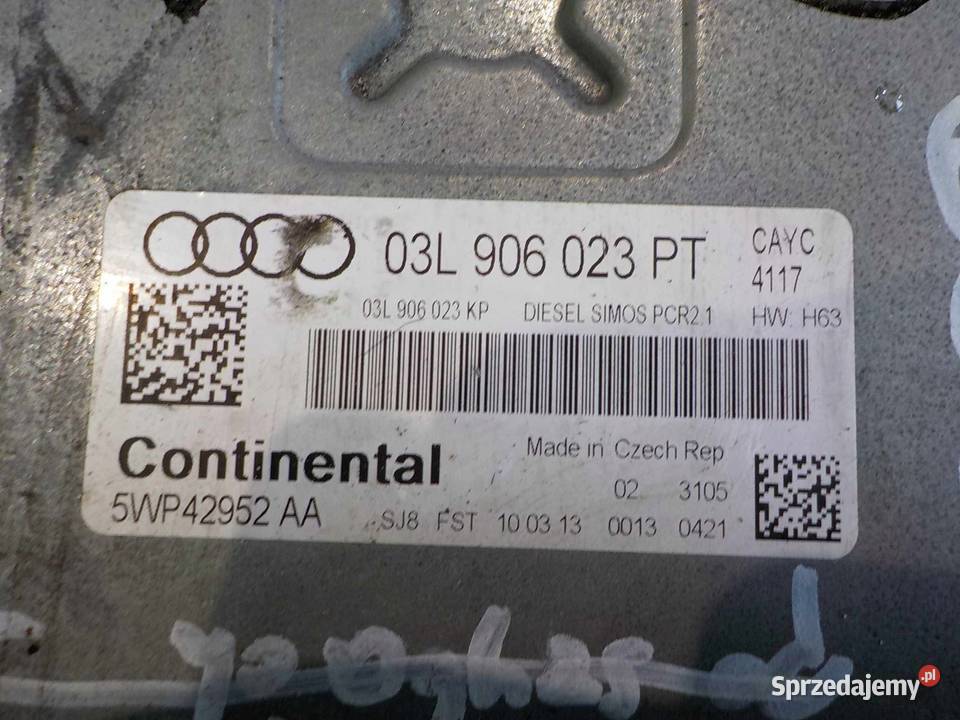 03L 906 023 PT CAYC
4117
03L 906 023 KP DIESEL SIMOS PCR2.1 HW: H63
Continental
Made in Czech Rep
02 3105
5WP42952 AA
SJ8 FST 10 03 13 0013 0421
Sprzedajemy.pl